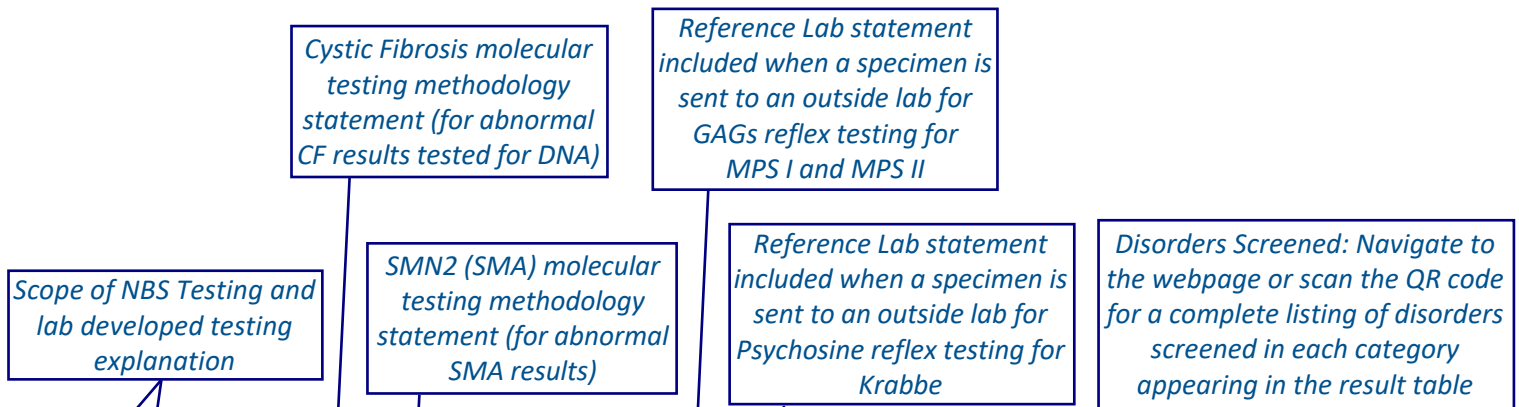 Cystic Fibrosis molecular
testing methodology
statement (for abnormal
CF results tested for DNA)
Reference Lab statement
included when a specimen is
sent to an outside lab for
GAGs reflex testing for
MPS I and MPS II
Scope of NBS Testing and
lab developed testing
explanation
SMN2 (SMA) molecular
testing methodology
statement (for abnormal
SMA results)
Reference Lab statement
included when a specimen is
sent to an outside lab for
Psychosine reflex testing for
Krabbe
Disorders Screened: Navigate to
the webpage or scan the QR code
for a complete listing of disorders
screened in each category
appearing in the result table